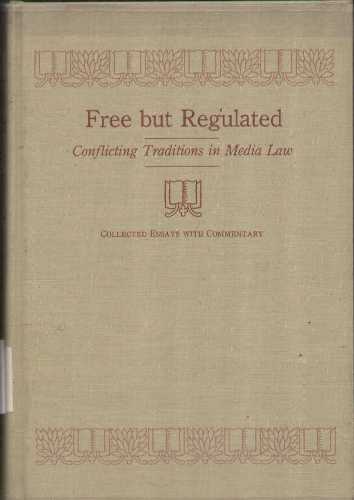 Free but Regulated
Conflicting Traditions in Media Law
COLLECTED ESSAYS WITH COMMENTARY